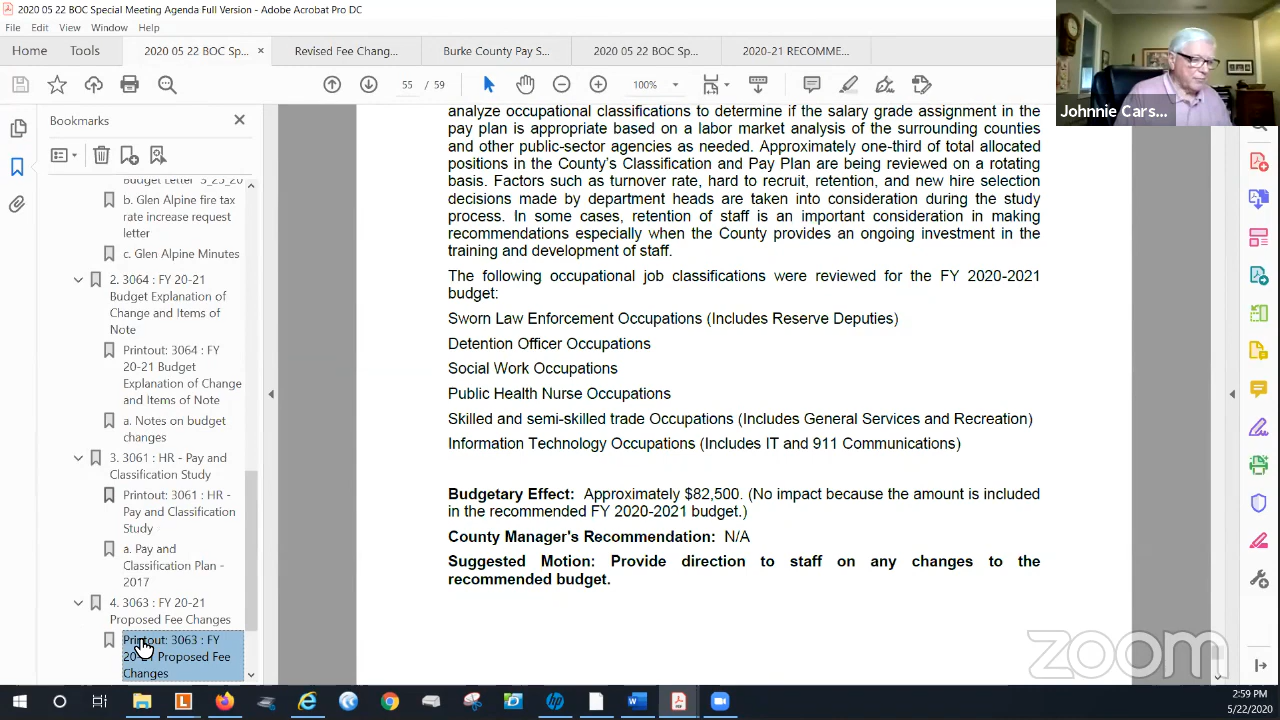 2020 05 22 BOC Special Meeting Agenda Full Version - Adobe Acrobat Pro DC
File Edit View Window Help
Home Tools 2020 05 22 BOC Sp... × Revised Fee Chang... Burke County Pay S... 2020 05 22 BOC Sp... 2020-21 RECOMME...
55 / 59 100%
Johnnie Cars...
Bookmarks
Budget Letter 5_25_20
b. Glen Alpine fire tax
rate increase request
letter
c. Glen Alpine Minutes
2. 3064 : FY 20-21
Budget Explanation of
Change and Items of
Note
Printout: 3064 : FY
20-21 Budget
Explanation of Change
and Items of Note
a. Notes on budget
changes
3. 3061 : HR - Pay and
Classification Study
Printout: 3061 : HR -
Pay and Classification
Study
a. Pay and
Classification Plan -
2017
4. 3063 : FY 20-21
Proposed Fee Changes
Printout: 3063 : FY
20-21 Proposed Fee
Changes
analyze occupational classifications to determine if the salary grade assignment in the
pay plan is appropriate based on a labor market analysis of the surrounding counties
and other public-sector agencies as needed. Approximately one-third of total allocated
positions in the County's Classification and Pay Plan are being reviewed on a rotating
basis. Factors such as turnover rate, hard to recruit, retention, and new hire selection
decisions made by department heads are taken into consideration during the study
process. In some cases, retention of staff is an important consideration in making
recommendations especially when the County provides an ongoing investment in the
training and development of staff.
The following occupational job classifications were reviewed for the FY 2020-2021
budget:
Sworn Law Enforcement Occupations (Includes Reserve Deputies)
Detention Officer Occupations
Social Work Occupations
Public Health Nurse Occupations
Skilled and semi-skilled trade Occupations (Includes General Services and Recreation)
Information Technology Occupations (Includes IT and 911 Communications)
Budgetary Effect: Approximately $82,500. (No impact because the amount is included
in the recommended FY 2020-2021 budget.)
County Manager's Recommendation: N/A
Suggested Motion: Provide direction to staff on any changes to the
recommended budget.
zoom
2:59 PM
5/22/2020